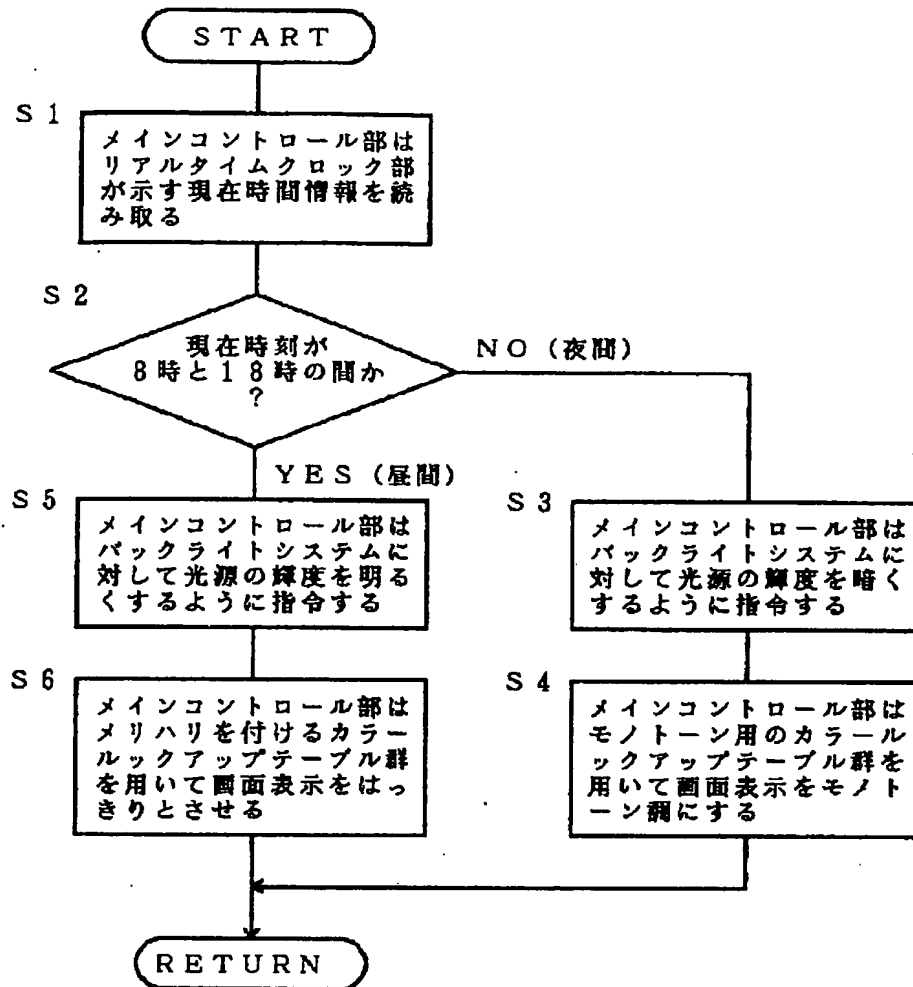 START
S1
メインコントロール部は
リアルタイムクロック部
が示す現在時間情報を読
み取る
S2
現在時刻が
8時と18時の間か
?
NO(夜間)
YES(昼間)
S5
メインコントロール部は
バックライトシステムに
対して光源の輝度を明る
くするように指令する
S3
メインコントロール部は
バックライトシステムに
対して光源の輝度を暗く
するように指令する
S6
メインコントロール部は
メリハリを付けるカラー
ルックアップテーブル群
を用いて画面表示をはっ
きりとさせる
S4
メインコントロール部は
モノトーン用のカラール
ックアップテーブル群を
用いて画面表示をモノト
ーン調にする
RETURN